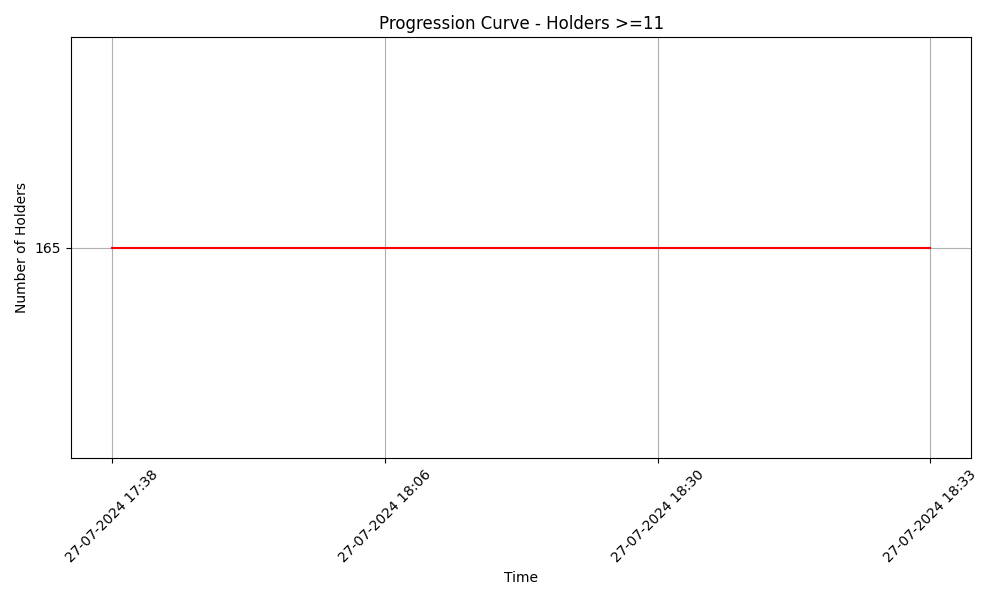 Progression Curve - Holders >=11
Number of Holders
165
27-07-2024 17:38
27-07-2024 18:06
27-07-2024 18:30
27-07-2024 18:33
Time